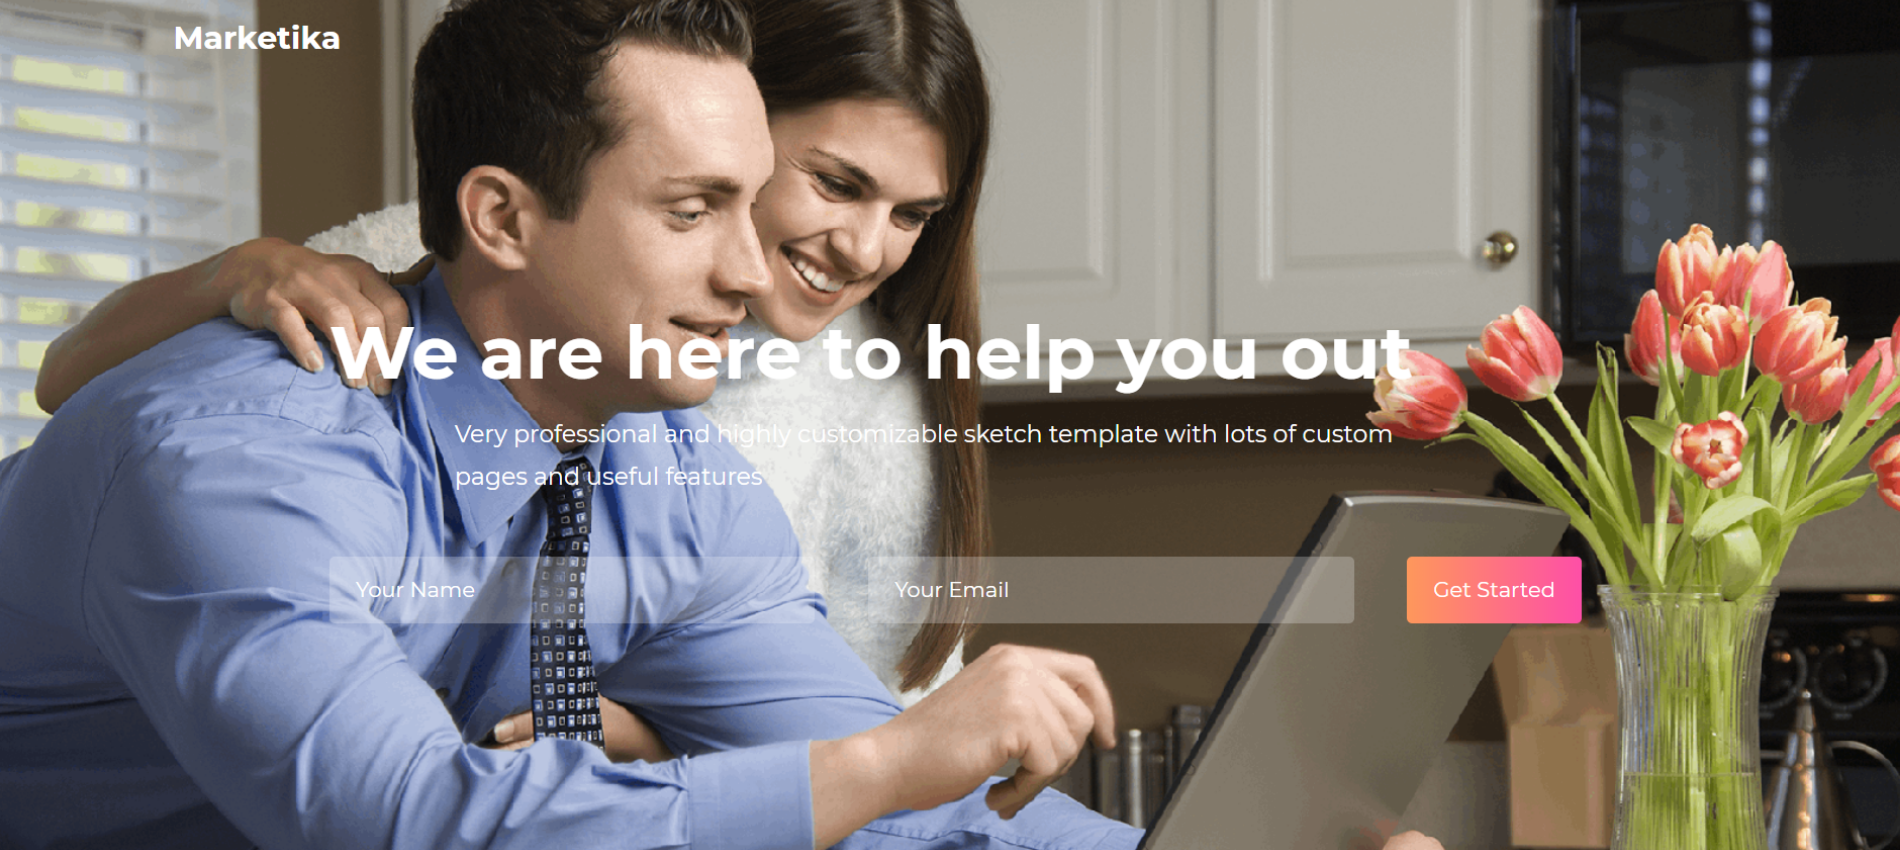 Marketika
We are here to help you out
Very professional and highly customizable sketch template with lots of custom
pages and useful features
Your Name
Your Email
Get Started